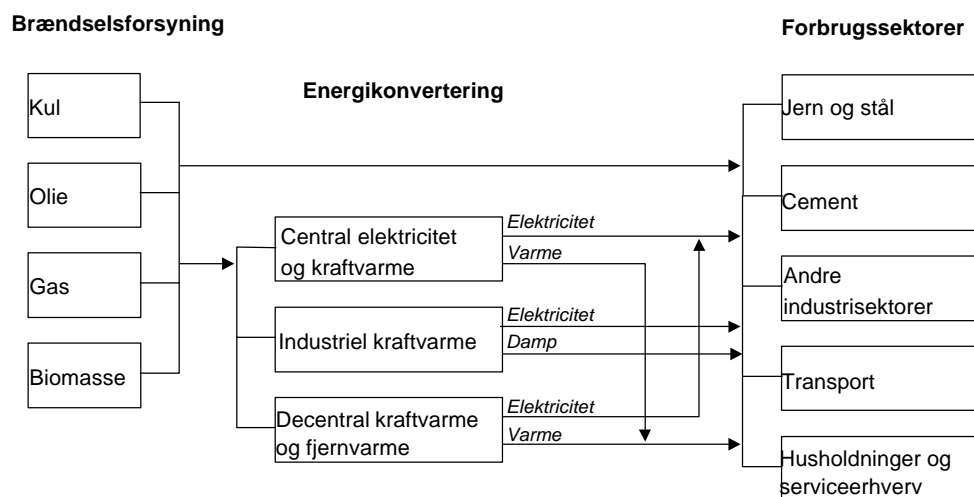 Brændselsforsyning
Forbrugssektorer
Energikonvertering
Kul
Olie
Gas
Biomasse
Central elektricitet
og kraftvarme
Industriel kraftvarme
Decentral kraftvarme
og fjernvarme
Elektricitet
Varme
Elektricitet
Damp
Elektricitet
Varme
Jern og stål
Cement
Andre
industrisektorer
Transport
Husholdninger og
serviceerhverv